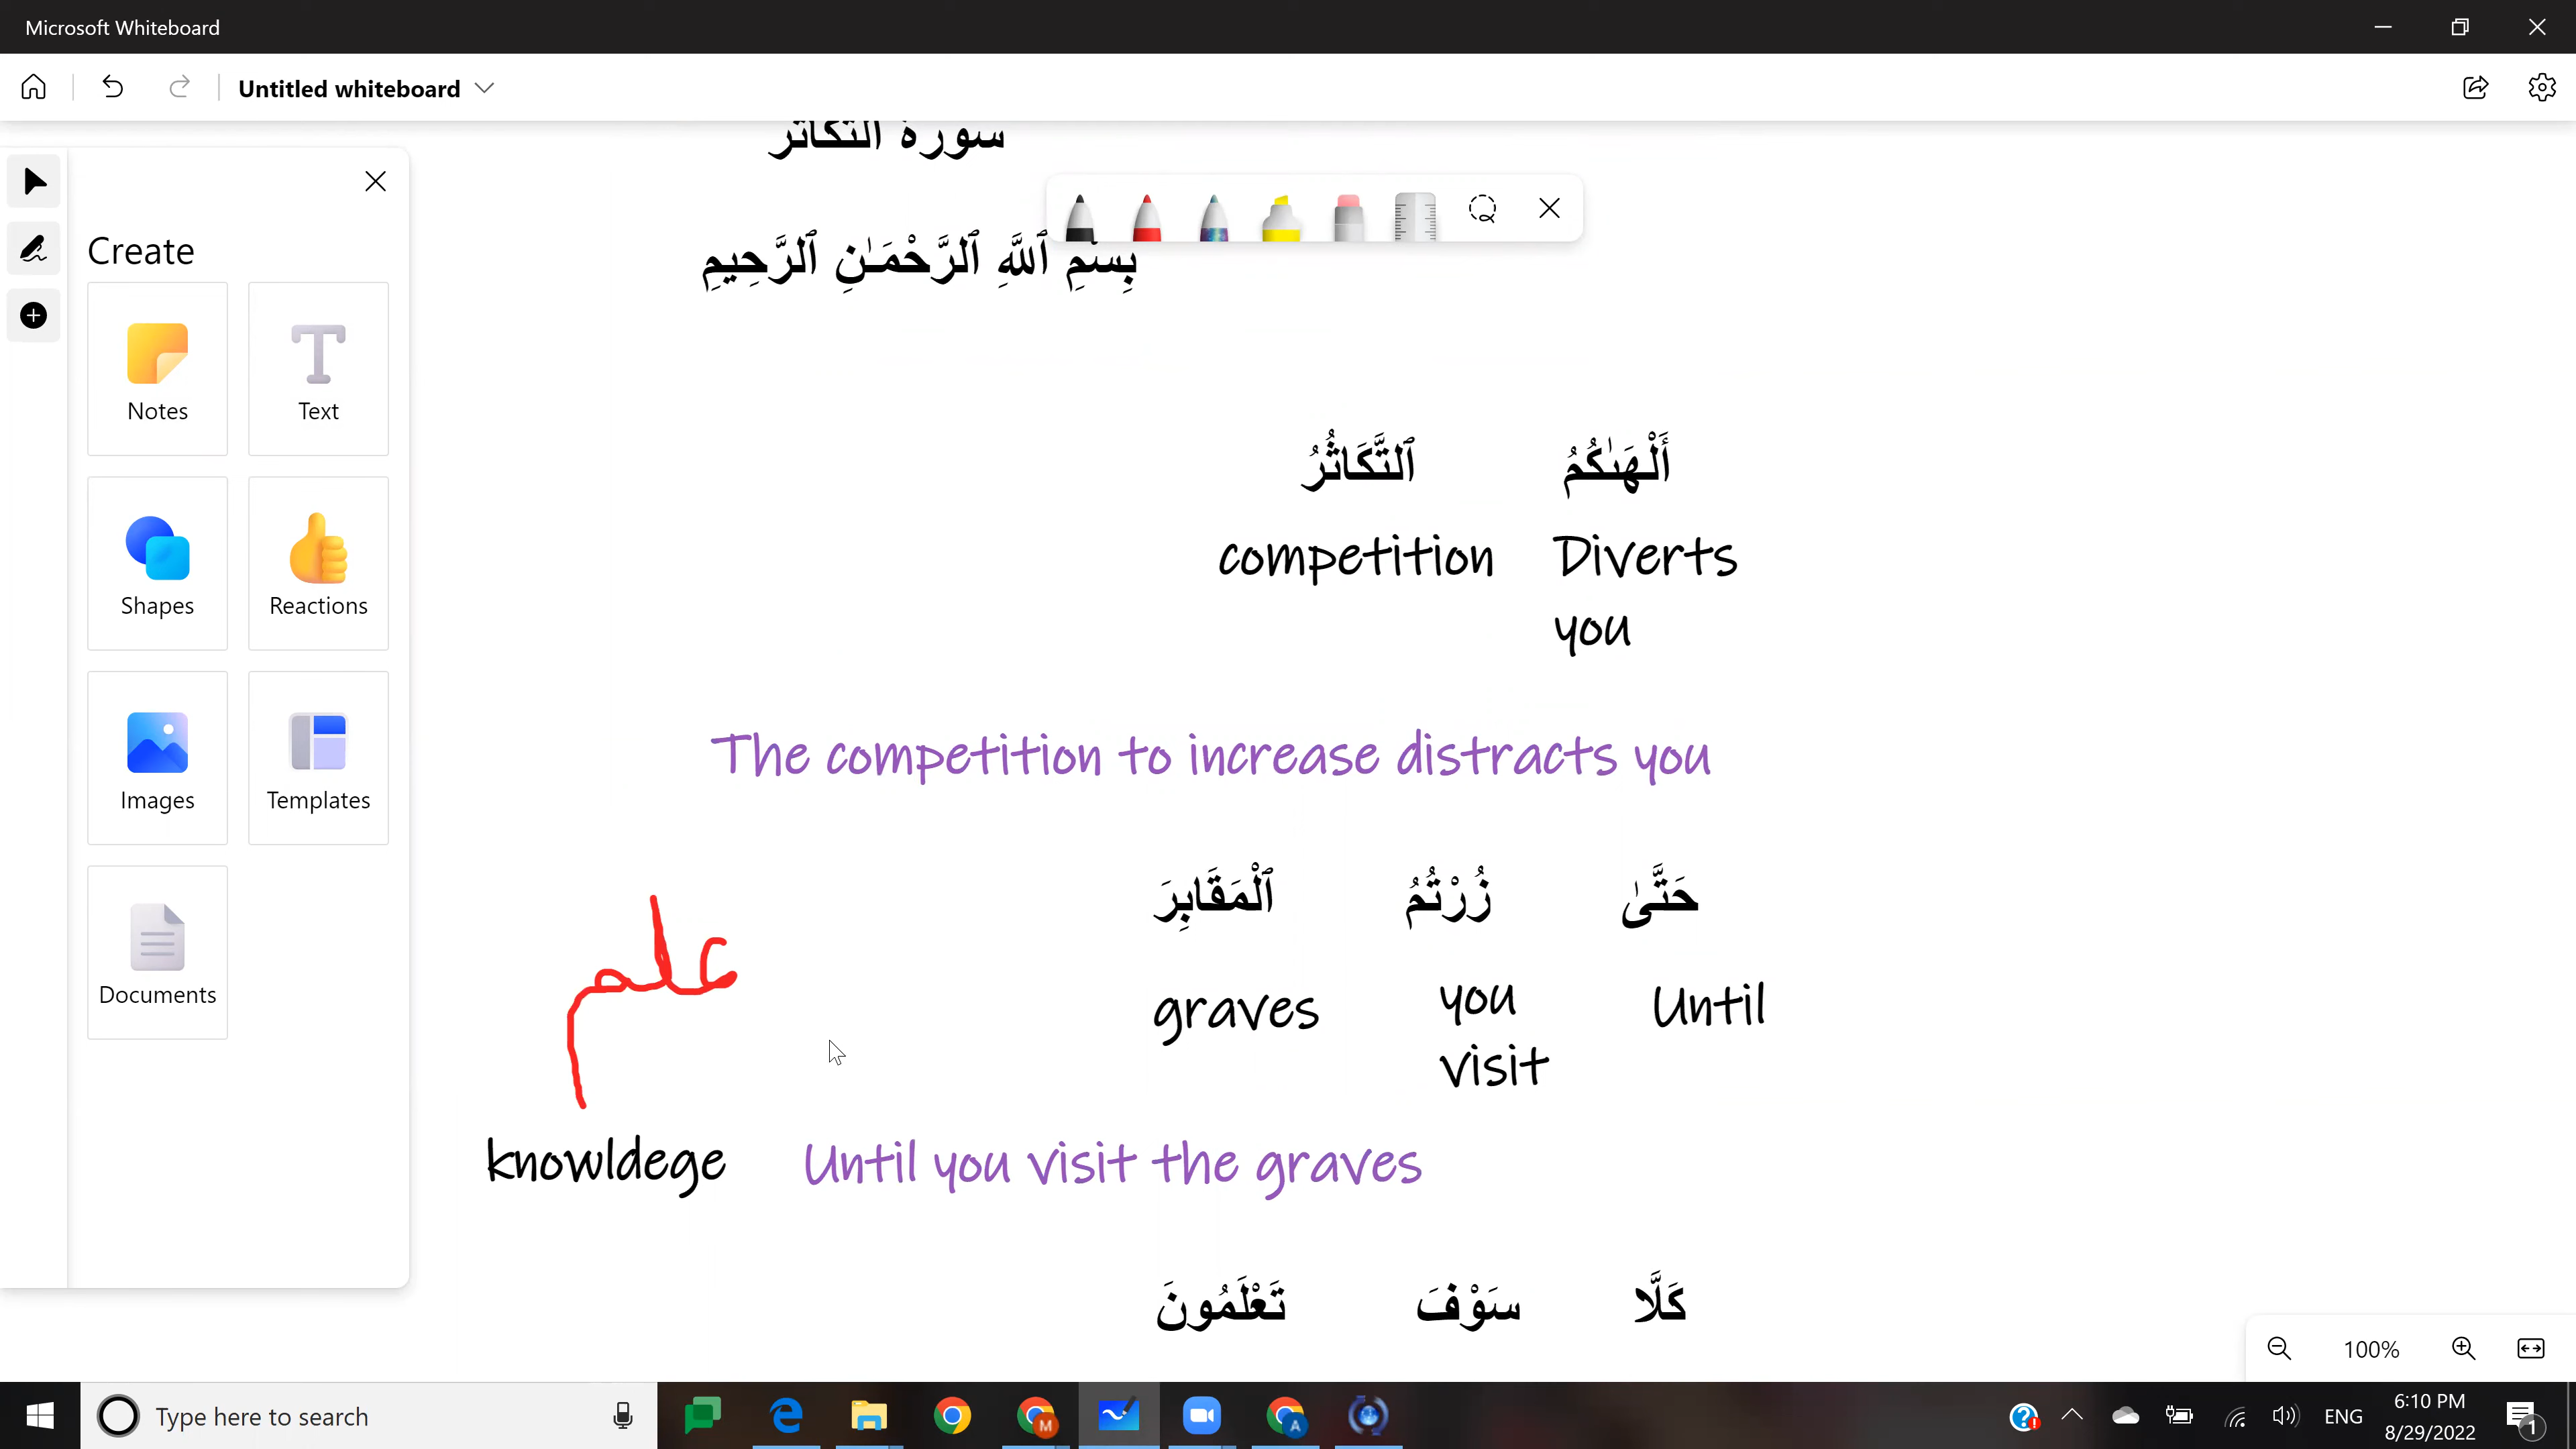 Microsoft Whiteboard
Untitled whiteboard
سورة التكاثر
بِسْمِ ٱللَّهِ ٱلرَّحْمَـٰنِ ٱلرَّحِيمِ
Create
Notes
Text
Shapes
Reactions
Images
Templates
Documents
أَلْهَىٰكُمُ ٱلتَّكَاثُرُ
competition Diverts
you
The competition to increase distracts you
حَتَّىٰ زُرْتُمُ ٱلْمَقَابِرَ
graves you Until
visit
علم
knowldege
Until you visit the graves
كَلَّا سَوْفَ تَعْلَمُونَ
100%
Type here to search
M
A
ENG
6:10 PM
8/29/2022
1